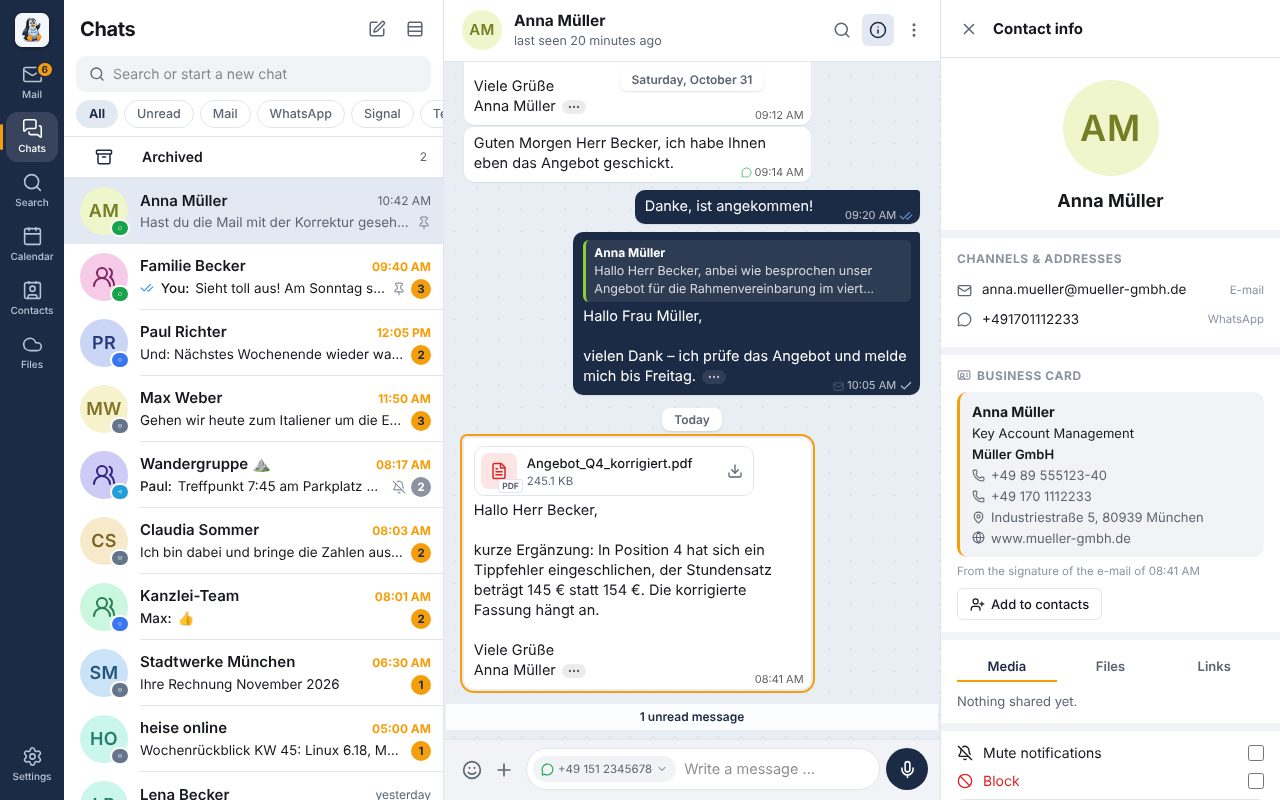 6
Mail
Chats
Search
Calendar
Contacts
Files
Settings
Chats
Search or start a new chat
All
Unread
Mail
WhatsApp
Signal
Te
Archived
2
AM
Anna Müller
10:42 AM
Hast du die Mail mit der Korrektur geseh...
Familie Becker
09:40 AM
You: Sieht toll aus! Am Sonntag s...
3
PR
Paul Richter
12:05 PM
Und: Nächstes Wochenende wieder wa...
2
MW
Max Weber
11:50 AM
Gehen wir heute zum Italiener um die E...
3
Wandergruppe ⛰️
08:17 AM
Paul: Treffpunkt 7:45 am Parkplatz ...
2
CS
Claudia Sommer
08:03 AM
Ich bin dabei und bringe die Zahlen aus...
2
Kanzlei-Team
08:01 AM
Max: 👍
2
SM
Stadtwerke München
06:30 AM
Ihre Rechnung November 2026
1
HO
heise online
05:00 AM
Wochenrückblick KW 45: Linux 6.18, M...
1
Lena Becker
yesterday
AM
Anna Müller
last seen 20 minutes ago
Saturday, October 31
Viele Grüße
Anna Müller ...
09:12 AM
Guten Morgen Herr Becker, ich habe Ihnen
eben das Angebot geschickt.
09:14 AM
Danke, ist angekommen!
09:20 AM
Anna Müller
Hallo Herr Becker, anbei wie besprochen unser
Angebot für die Rahmenvereinbarung im viert...
Hallo Frau Müller,
vielen Dank – ich prüfe das Angebot und melde
mich bis Freitag. ...
10:05 AM
Today
Angebot_Q4_korrigiert.pdf
245.1 KB
PDF
Hallo Herr Becker,
kurze Ergänzung: In Position 4 hat sich ein
Tippfehler eingeschlichen, der Stundensatz
beträgt 145 € statt 154 €. Die korrigierte
Fassung hängt an.
Viele Grüße
Anna Müller ...
08:41 AM
1 unread message
+49 151 2345678
Write a message ...
Contact info
AM
Anna Müller
CHANNELS & ADDRESSES
anna.mueller@mueller-gmbh.de
E-mail
+491701112233
WhatsApp
BUSINESS CARD
Anna Müller
Key Account Management
Müller GmbH
+49 89 555123-40
+49 170 1112233
Industriestraße 5, 80939 München
www.mueller-gmbh.de
From the signature of the e-mail of 08:41 AM
Add to contacts
Media
Files
Links
Nothing shared yet.
Mute notifications
Block